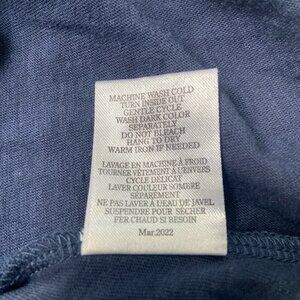 MACHINE WASH COLD
TURN INSIDE OUT
GENTLE CYCLE
WASH DARK COLOR
SEPARATELY
DO NOT BLEACH
HANG TO DRY
WARM IRON IF NEEDED
LAVAGE EN MACHINE À FROID
TOURNER VÊTEMENT À L'ENVERS
CYCLE DÉLICAT
LAVER COULEUR SOMBRE
SÉPARÉMENT
NE PAS LAVER À L'EAU DE JAVEL
SUSPENDRE POUR SÉCHER
FER CHAUD SI BESOIN
Mar.2022